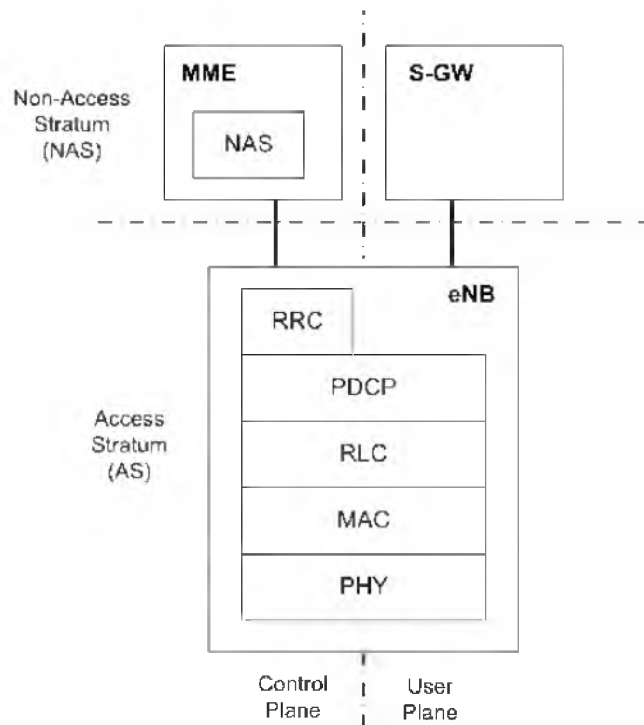 MME
S-GW
Non-Access
Stratum
(NAS)
NAS
eNB
RRC
PDCP
Access
Stratum
(AS)
RLC
MAC
PHY
Control
Plane
User
Plane